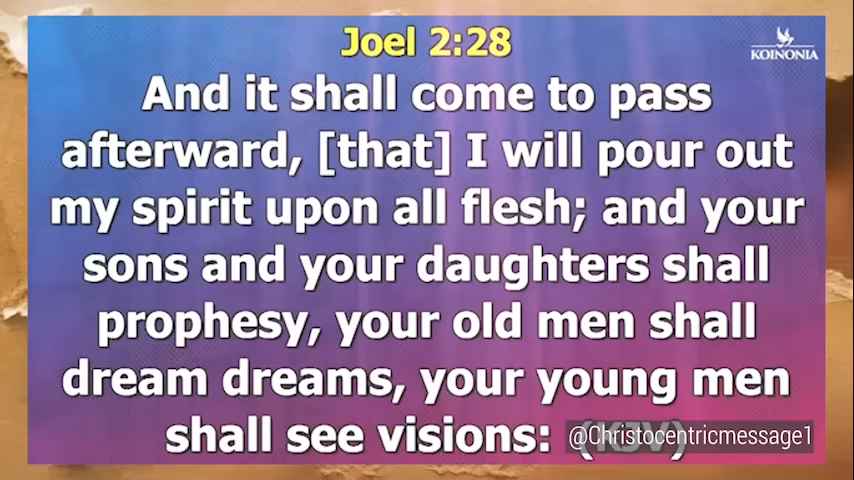 Joel 2:28
KOINONIA
And it shall come to pass
afterward, [that] I will pour out
my spirit upon all flesh; and your
sons and your daughters shall
prophesy, your old men shall
dream dreams, your young men
shall see visions: (KJV)
@Christocentricmessage1